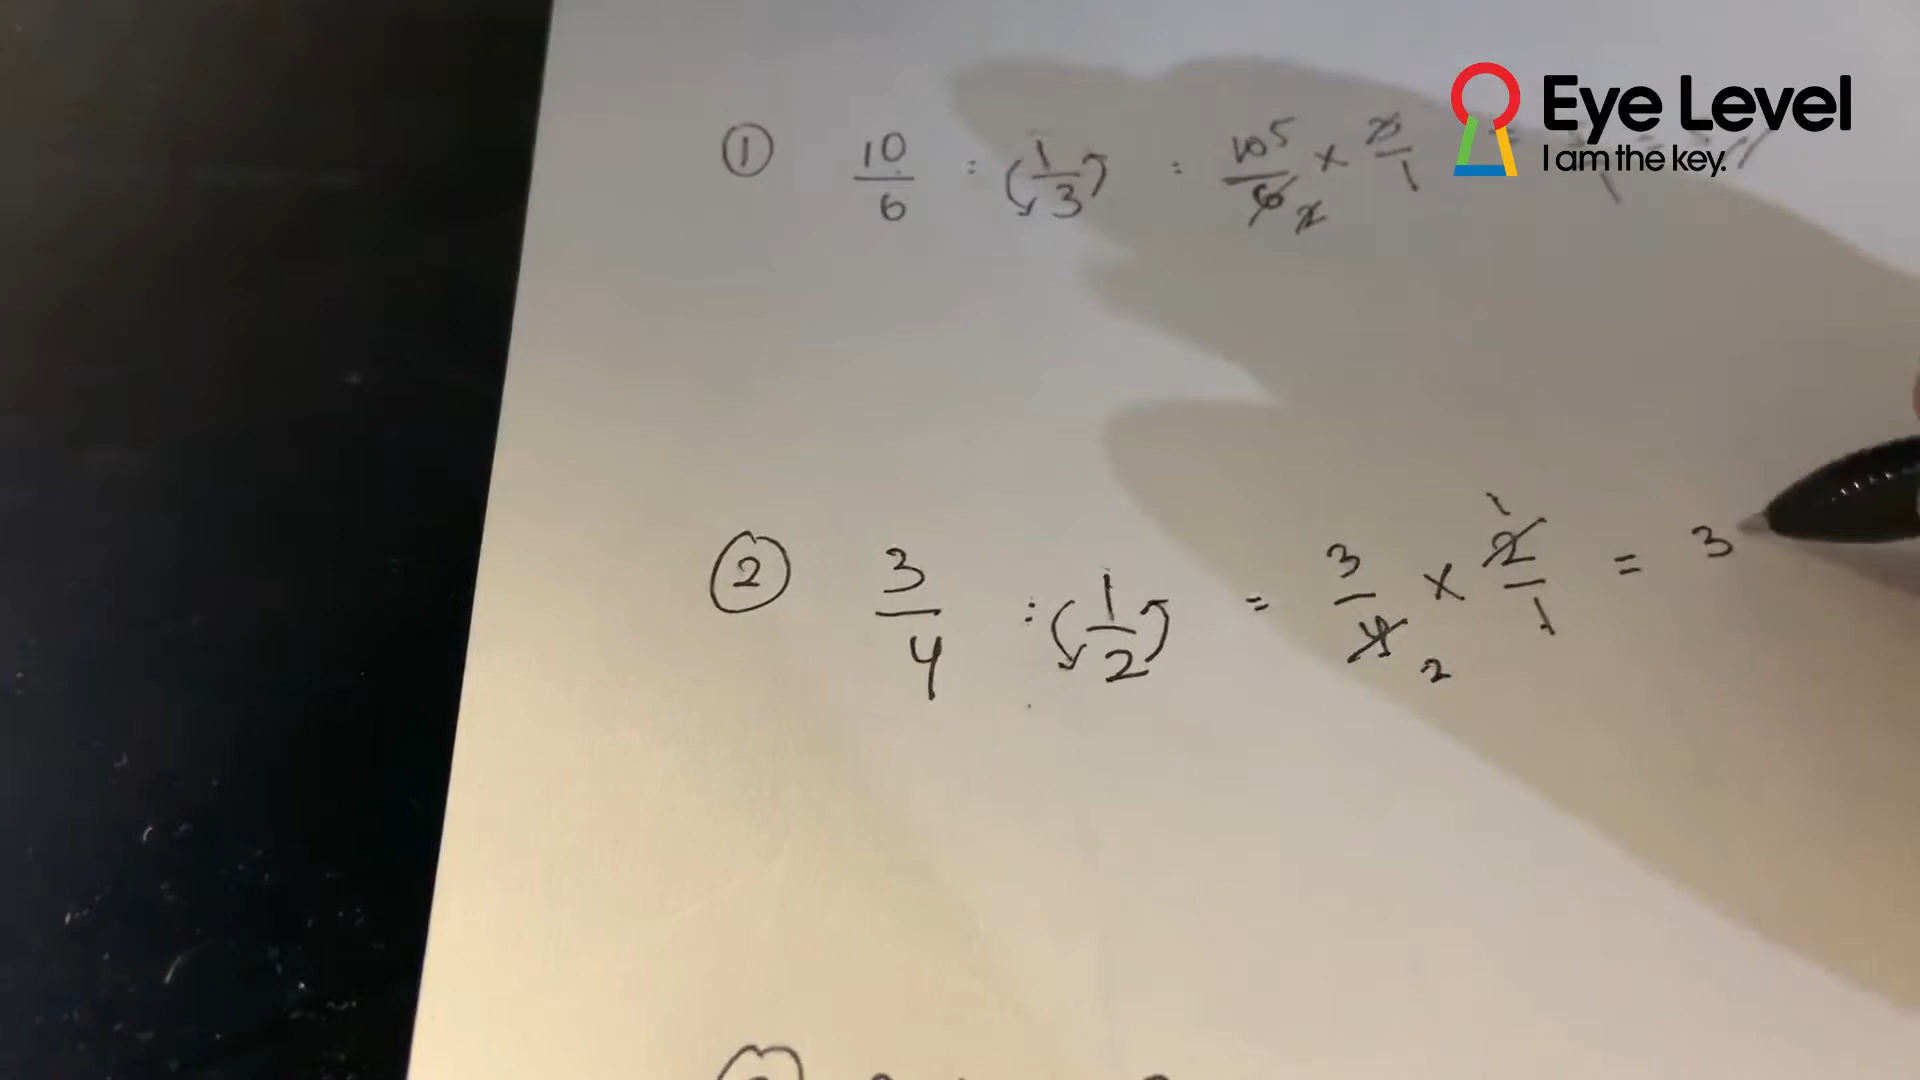 Eye Level
I am the key.
① 10/6 : (1/3) : 10 5/6 2 × /1 =
② 3/4 : (1/2) = 3/4 2 × 1 2/1 = 3